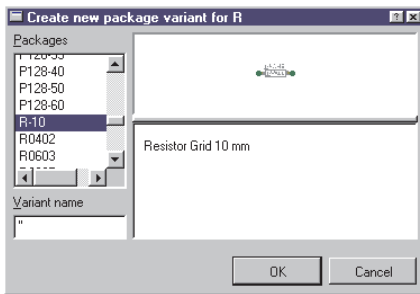 Create new package variant for R
Packages
P128-40
P128-50
P128-60
R-10
R0402
R0603
Resistor Grid 10 mm
Variant name
''
OK
Cancel